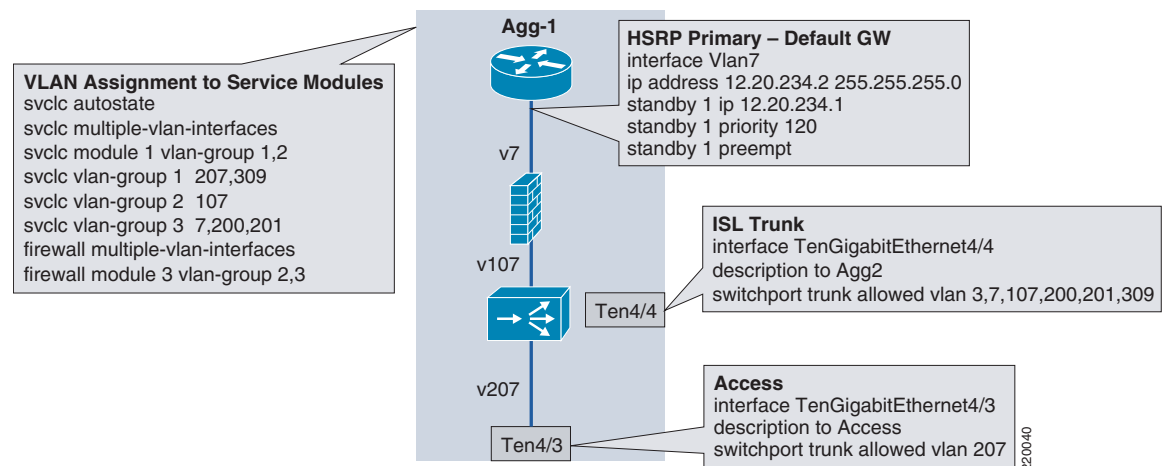 Agg-1
VLAN Assignment to Service Modules
svclc autostate
svclc multiple-vlan-interfaces
svclc module 1 vlan-group 1,2
svclc vlan-group 1 207,309
svclc vlan-group 2 107
svclc vlan-group 3 7,200,201
firewall multiple-vlan-interfaces
firewall module 3 vlan-group 2,3
HSRP Primary – Default GW
interface Vlan7
ip address 12.20.234.2 255.255.255.0
standby 1 ip 12.20.234.1
standby 1 priority 120
standby 1 preempt
v7
v107
ISL Trunk
interface TenGigabitEthernet4/4
description to Agg2
switchport trunk allowed vlan 3,7,107,200,201,309
Ten4/4
v207
Ten4/3
Access
interface TenGigabitEthernet4/3
description to Access
switchport trunk allowed vlan 207